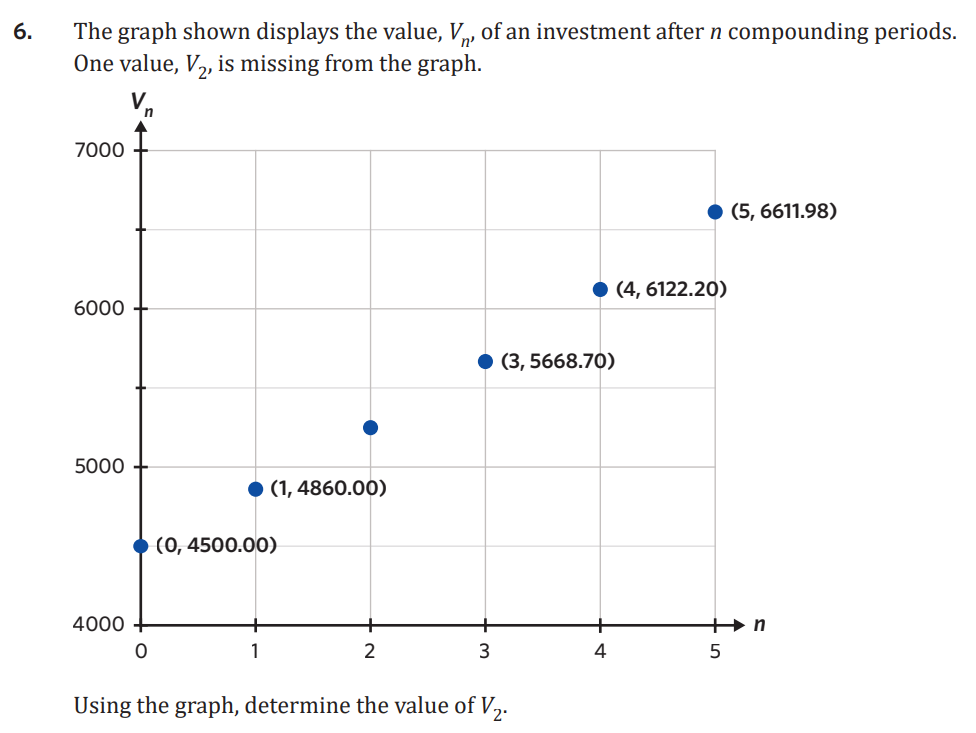 6. The graph shown displays the value, Vₙ, of an investment after n compounding periods.
One value, V₂, is missing from the graph.
Vₙ
7000
(5, 6611.98)
(4, 6122.20)
6000
(3, 5668.70)
5000
(1, 4860.00)
(0, 4500.00)
4000
n
0 1 2 3 4 5
Using the graph, determine the value of V₂.